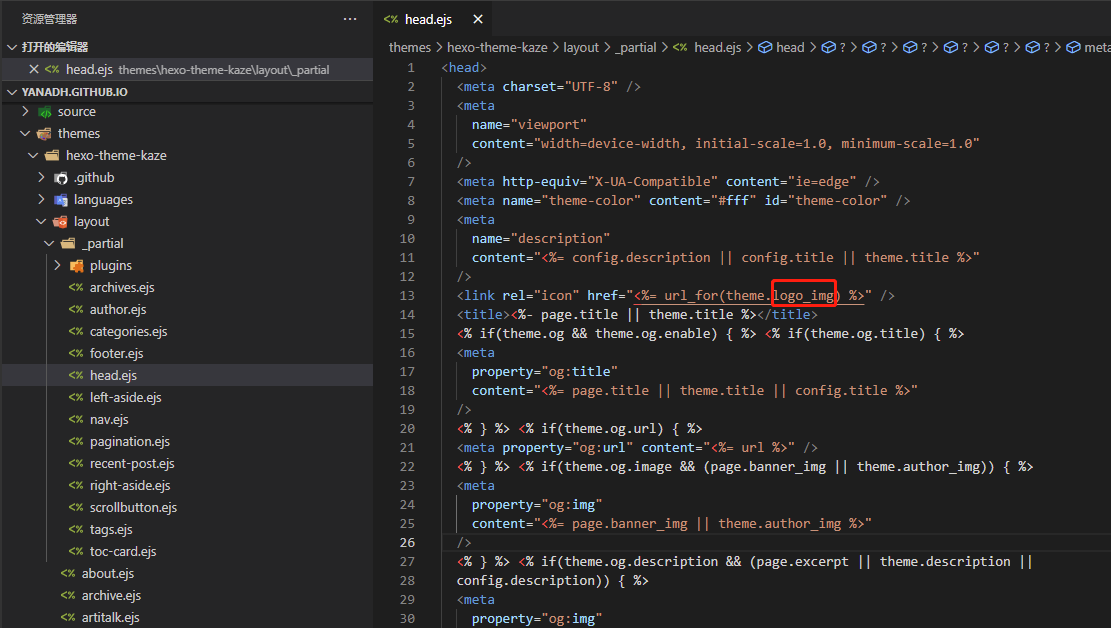 资源管理器
打开的编辑器
head.ejs themes\hexo-theme-kaze\layout\_partial
YANADH.GITHUB.IO
source
themes
hexo-theme-kaze
.github
languages
layout
_partial
plugins
archives.ejs
author.ejs
categories.ejs
footer.ejs
head.ejs
left-aside.ejs
nav.ejs
pagination.ejs
recent-post.ejs
right-aside.ejs
scrollbutton.ejs
tags.ejs
toc-card.ejs
about.ejs
archive.ejs
artitalk.ejs
head.ejs
themes > hexo-theme-kaze > layout > _partial > <% head.ejs > head > ? > ? > ? > ? > ? > ? > meta
1 <head>
2 <meta charset="UTF-8" />
3 <meta
4 name="viewport"
5 content="width=device-width, initial-scale=1.0, minimum-scale=1.0"
6 />
7 <meta http-equiv="X-UA-Compatible" content="ie=edge" />
8 <meta name="theme-color" content="#fff" id="theme-color" />
9 <meta
10 name="description"
11 content="<%= config.description || config.title || theme.title %>"
12 />
13 <link rel="icon" href="<%= url_for(theme.logo_img) %>" />
14 <title><%- page.title || theme.title %></title>
15 <% if(theme.og && theme.og.enable) { %> <% if(theme.og.title) { %>
16 <meta
17 property="og:title"
18 content="<%= page.title || theme.title || config.title %>"
19 />
20 <% } %> <% if(theme.og.url) { %>
21 <meta property="og:url" content="<%= url %>" />
22 <% } %> <% if(theme.og.image && (page.banner_img || theme.author_img)) { %>
23 <meta
24 property="og:img"
25 content="<%= page.banner_img || theme.author_img %>"
26 />
27 <% } %> <% if(theme.og.description && (page.excerpt || theme.description ||
28 config.description)) { %>
29 <meta
30 property="og:img"